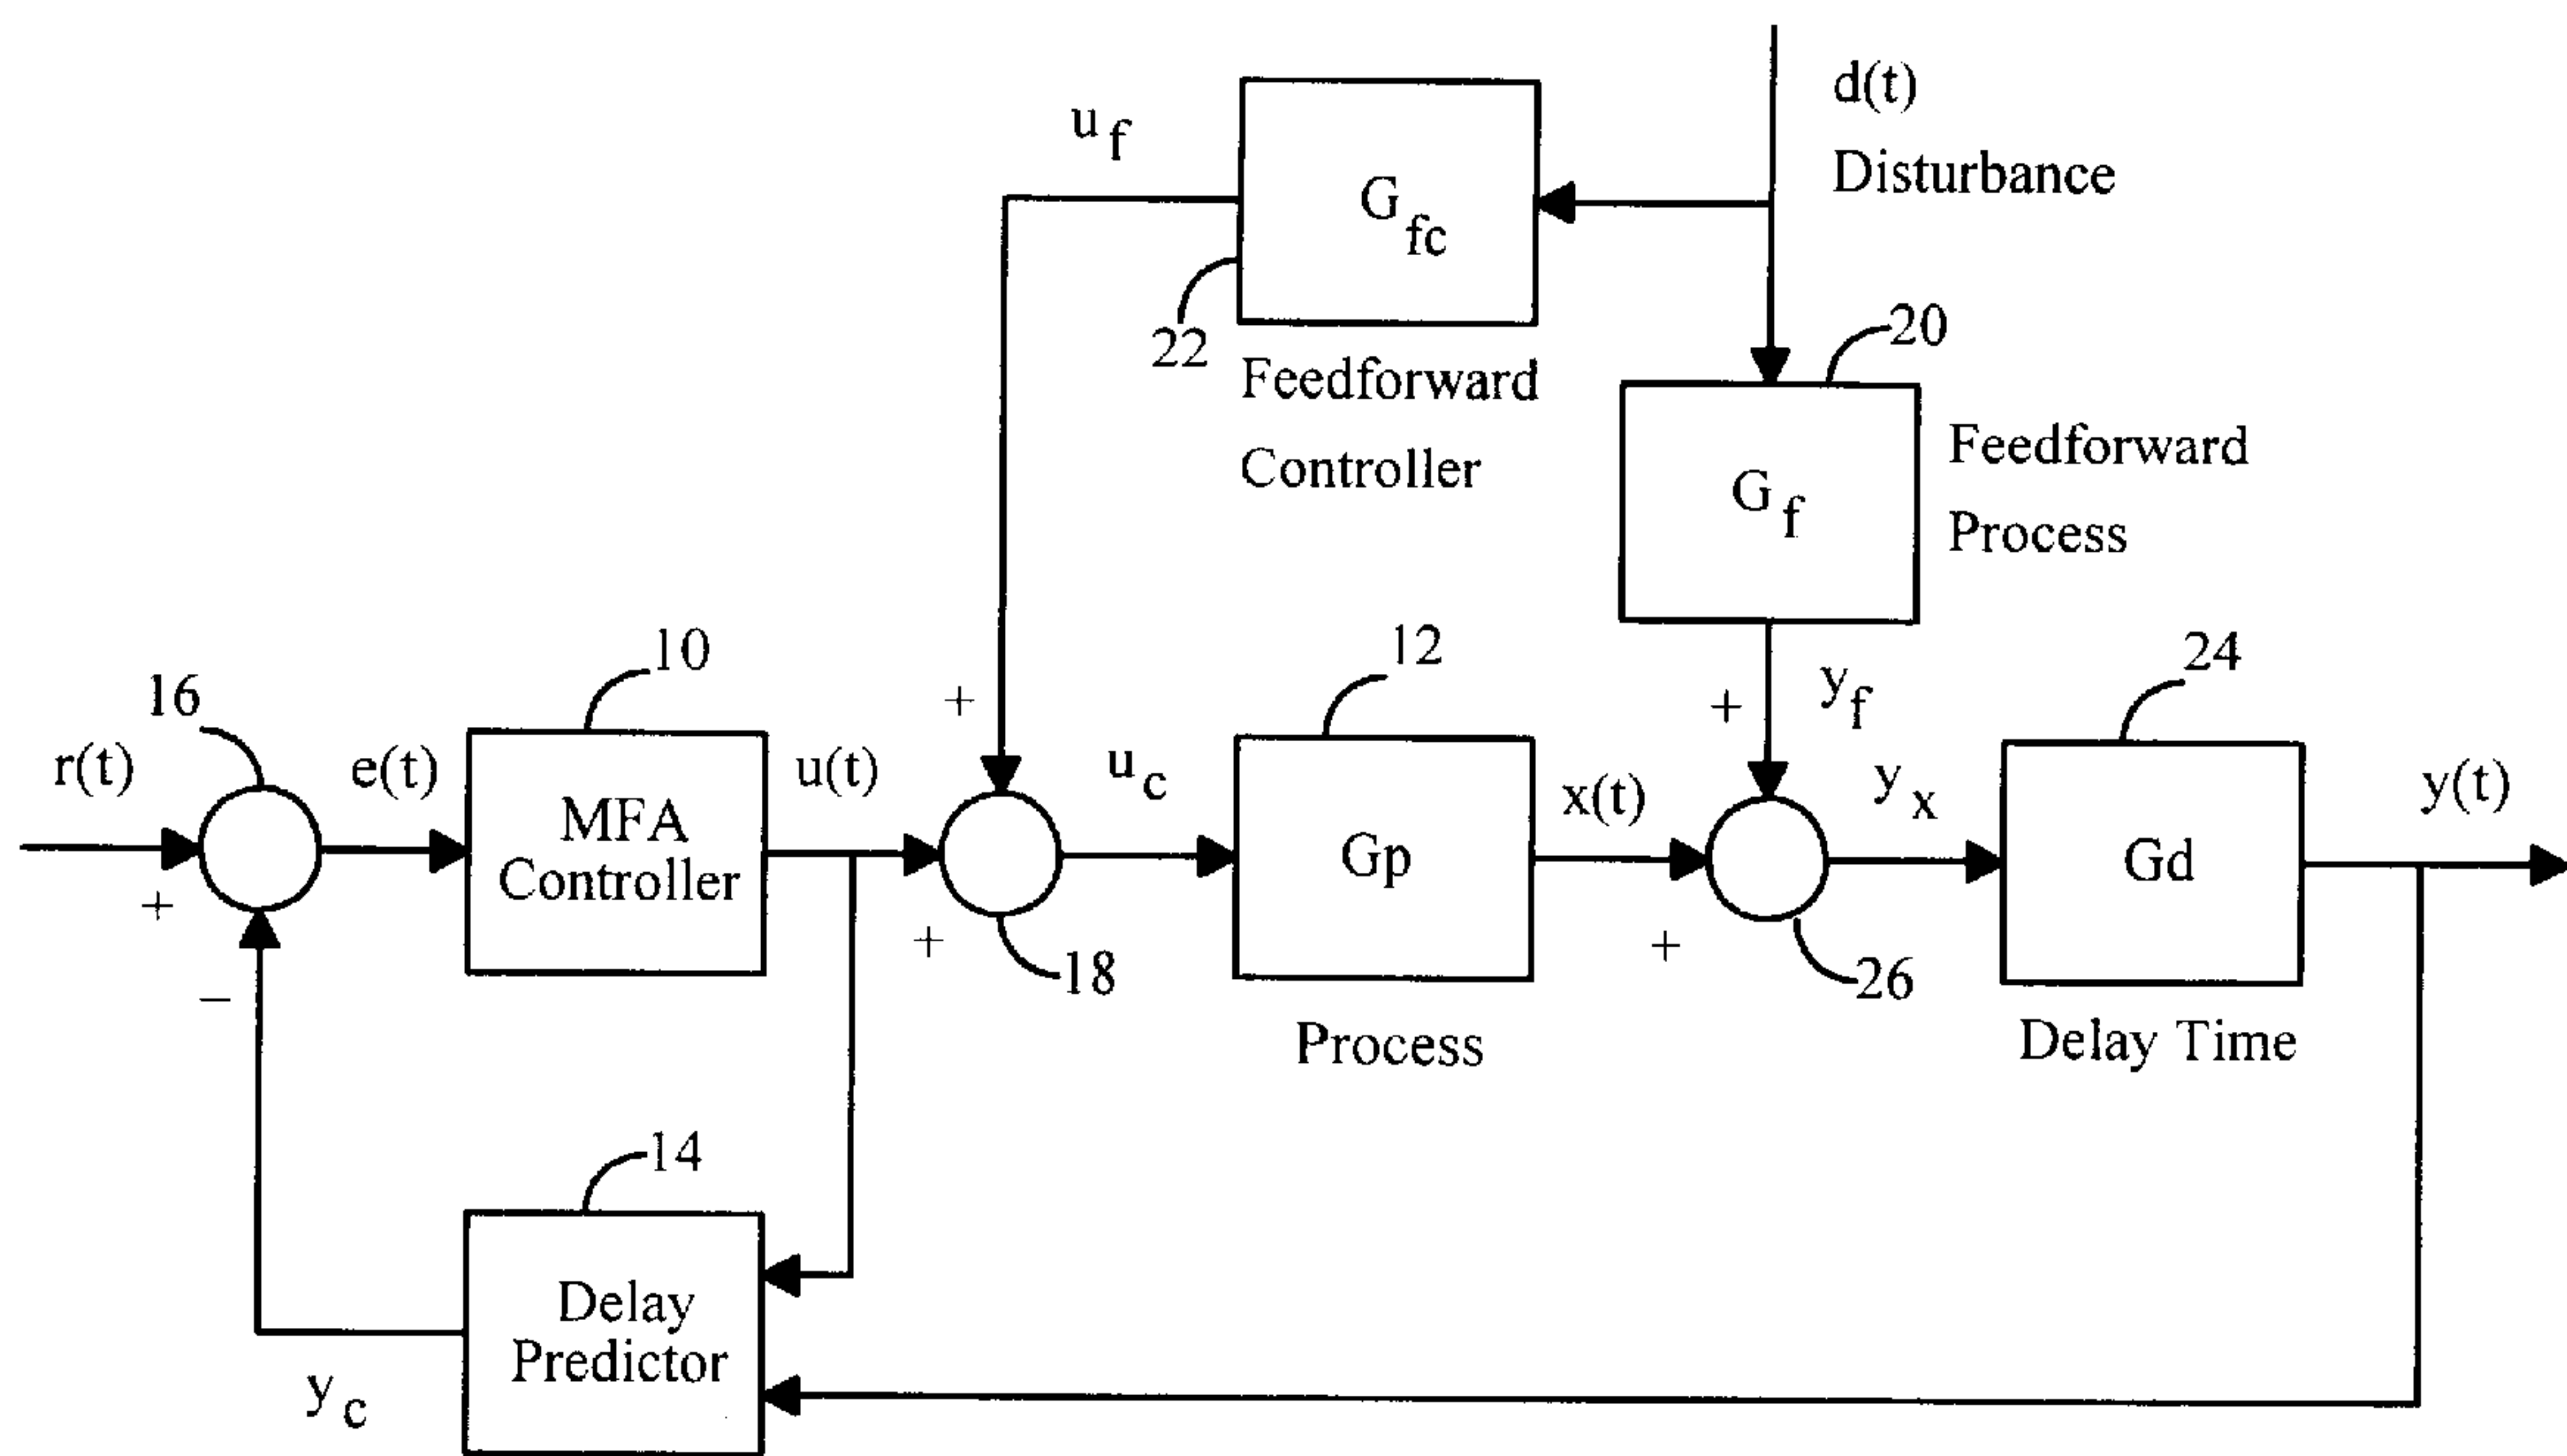 d(t)
Disturbance
u f
G fc
22
Feedforward
Controller
20
G f
Feedforward
Process
y f
+
+
16
r(t)
+
−
e(t)
10
MFA
Controller
u(t)
+
18
u c
12
Gp
Process
x(t)
+
26
y x
24
Gd
Delay Time
y(t)
14
Delay
Predictor
y c